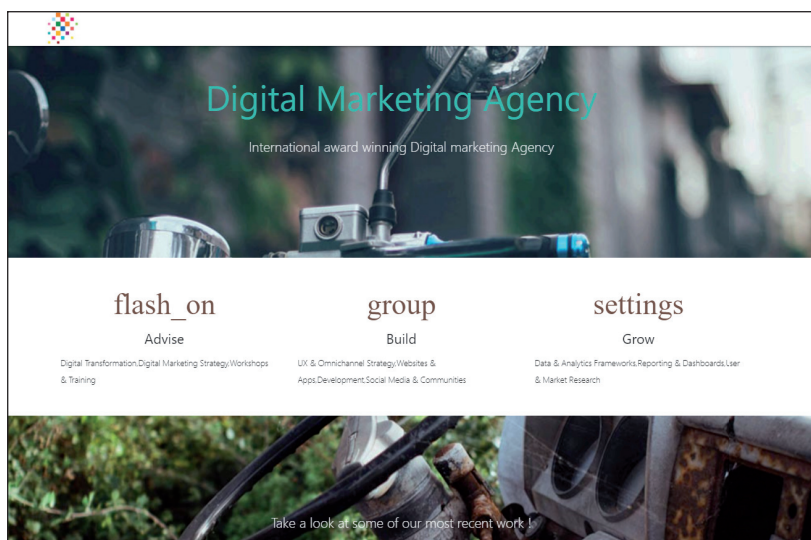 Digital Marketing Agency
International award winning Digital marketing Agency
flash_on
group
settings
Advise
Build
Grow
Digital Transformation,Digital Marketing Strategy,Workshops
& Training
UX & Omnichannel Strategy,Websites &
Apps,Development,Social Media & Communities
Data & Analytics Frameworks,Reporting & Dashboards,User
& Market Research
Take a look at some of our most recent work !